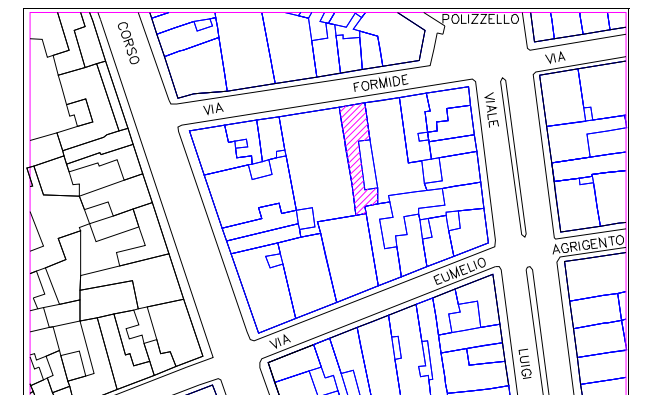 POLIZZELLO
CORSO
VIA
FORMIDE
VIA
VIALE
AGRIGENTO
EUMELIO
VIA
LUIGI